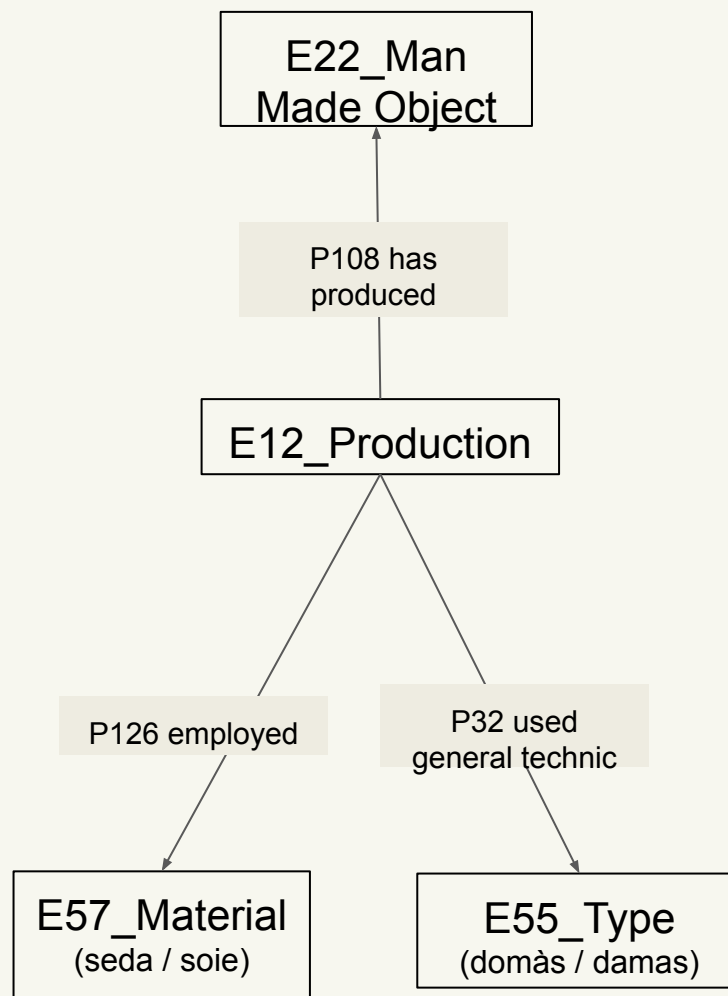 E22_Man
Made Object
P108 has
produced
E12_Production
P126 employed
P32 used
general technic
E57_Material
(seda / soie)
E55_Type
(domàs / damas)